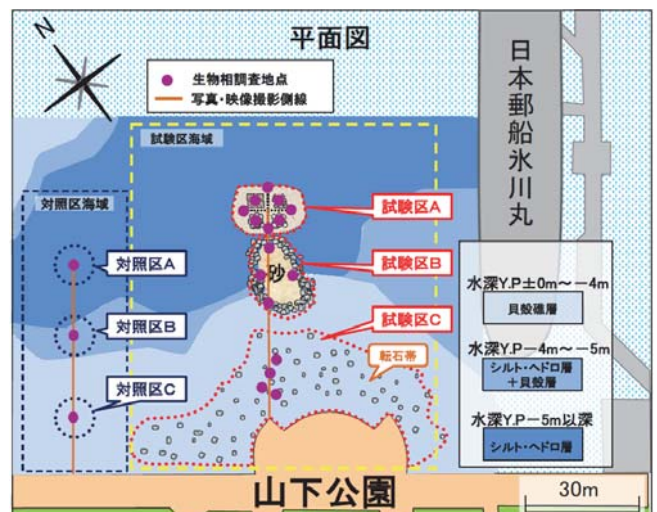 N
平面図
生物相調査地点
写真・映像撮影側線
日本郵船氷川丸
試験区海域
対照区海域
試験区A
対照区A
試験区B
砂
対照区B
試験区C
転石帯
対照区C
水深Y.P±0m～－4m
貝殻礁層
水深Y.P－4m～－5m
シルト・ヘドロ層
＋貝殻層
水深Y.P－5m以深
シルト・ヘドロ層
山下公園
30m